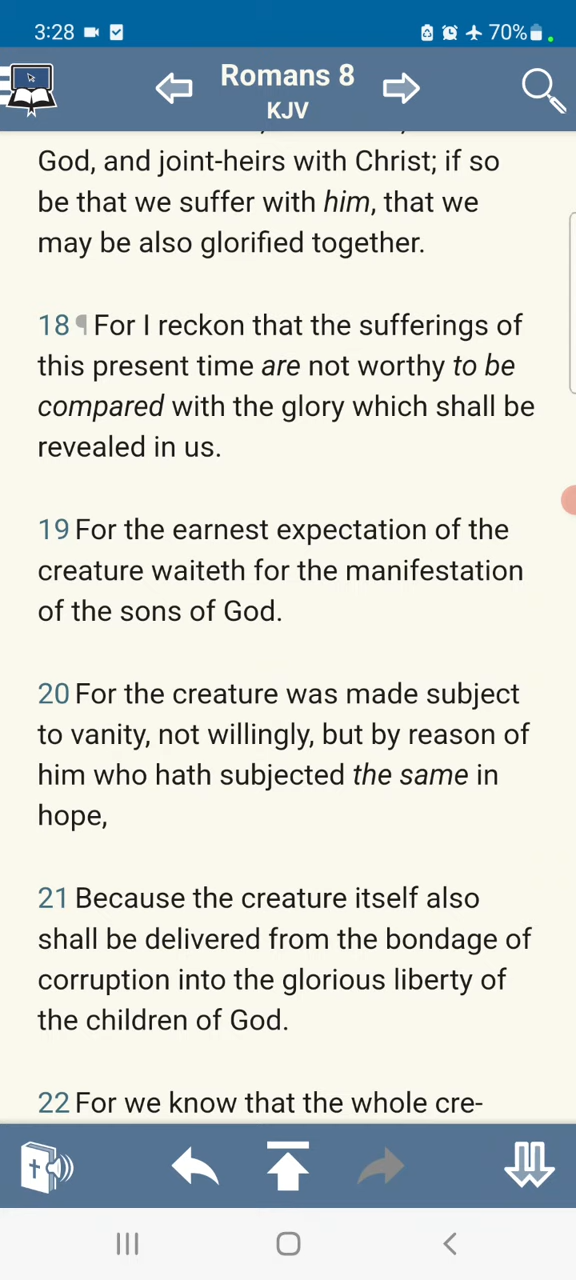 3:28 70%
Romans 8
KJV
God, and joint-heirs with Christ; if so
be that we suffer with him, that we
may be also glorified together.
18 ¶ For I reckon that the sufferings of
this present time are not worthy to be
compared with the glory which shall be
revealed in us.
19 For the earnest expectation of the
creature waiteth for the manifestation
of the sons of God.
20 For the creature was made subject
to vanity, not willingly, but by reason of
him who hath subjected the same in
hope,
21 Because the creature itself also
shall be delivered from the bondage of
corruption into the glorious liberty of
the children of God.
22 For we know that the whole cre-